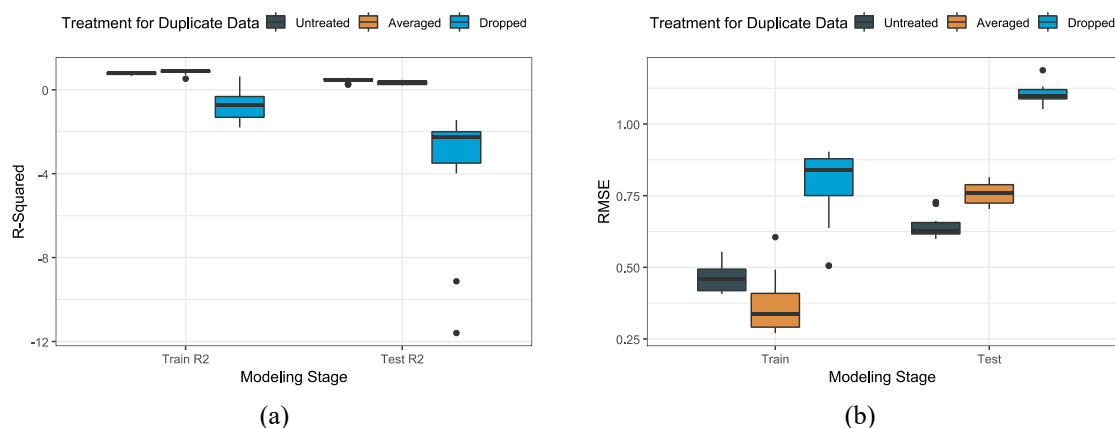 Treatment for Duplicate Data Untreated Averaged Dropped
0
-4
-8
-12
R-Squared
Train R2 Test R2
Modeling Stage
(a)
Treatment for Duplicate Data Untreated Averaged Dropped
1.00
0.75
0.50
0.25
RMSE
Train Test
Modeling Stage
(b)